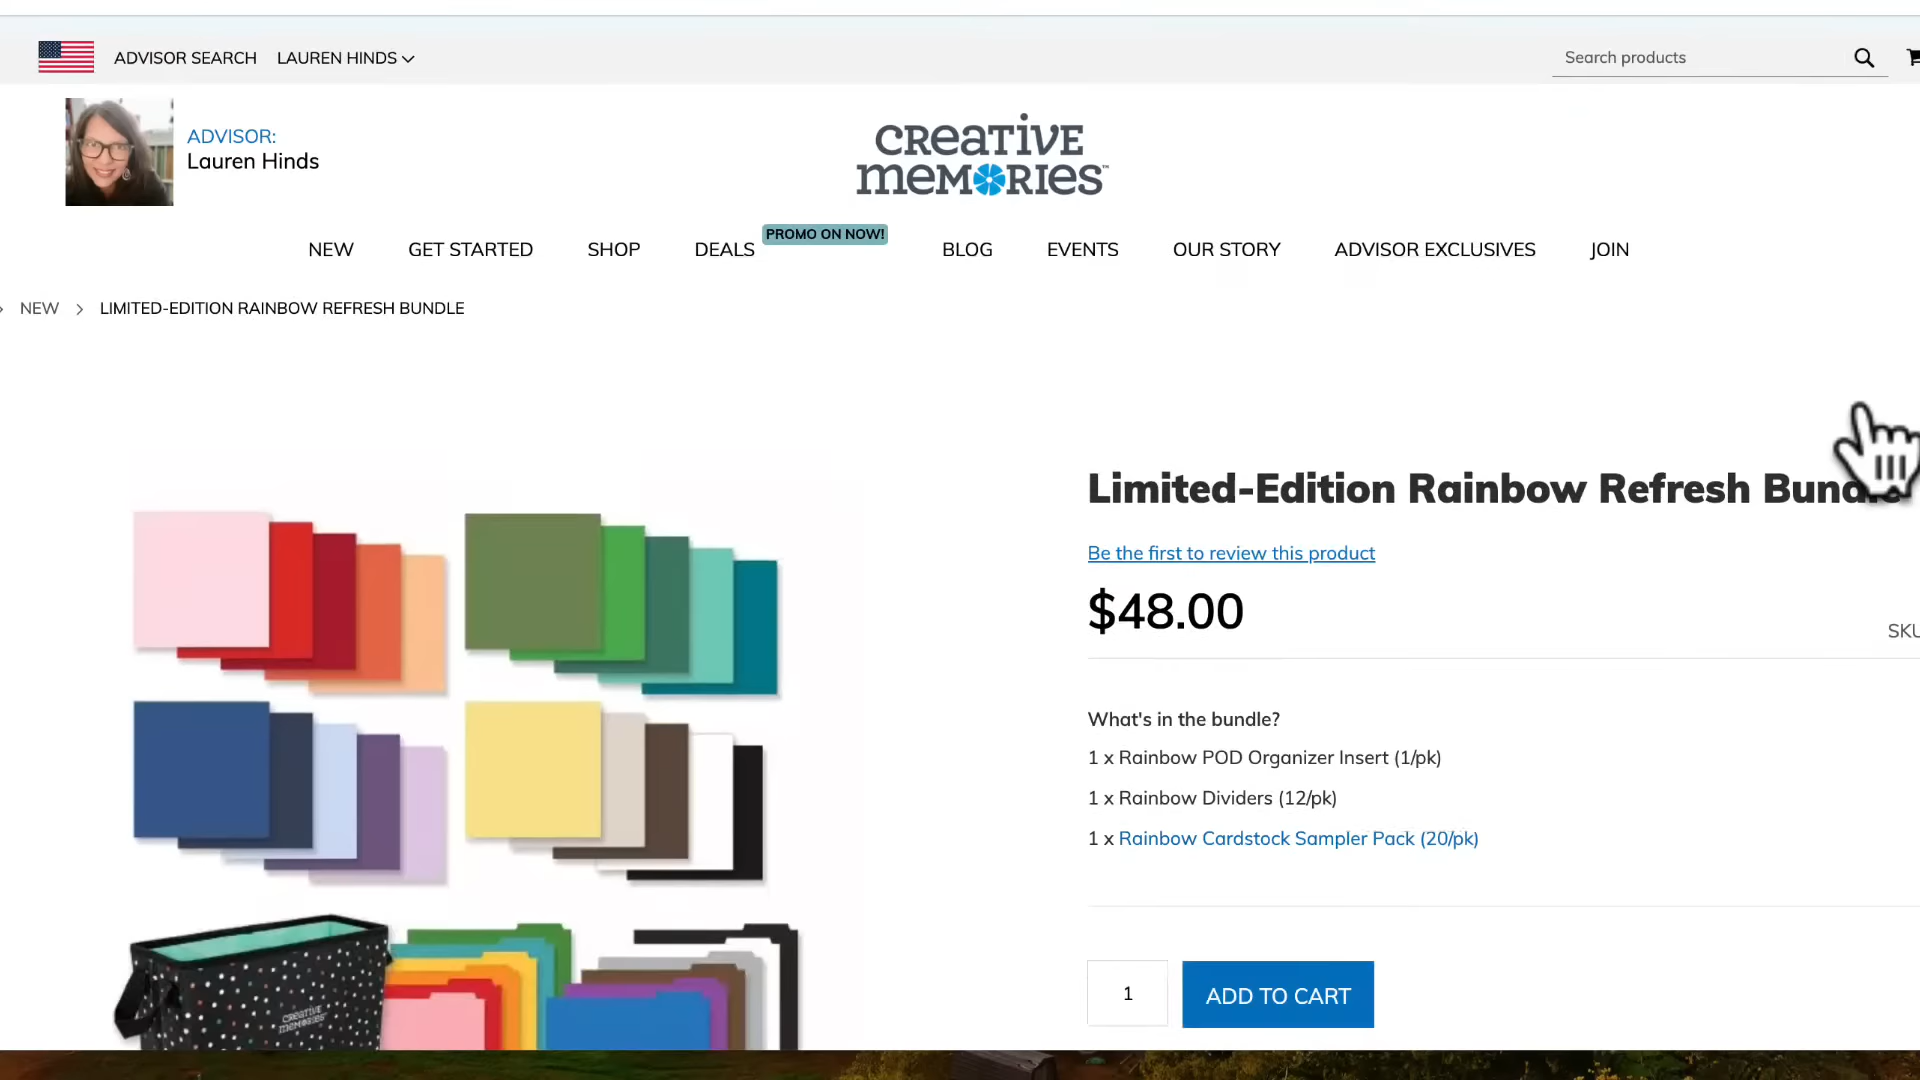 ADVISOR SEARCH LAUREN HINDS
Search products
ADVISOR:
Lauren Hinds
CREATIVE
MEMORIES™
PROMO ON NOW!
NEW GET STARTED SHOP DEALS BLOG EVENTS OUR STORY ADVISOR EXCLUSIVES JOIN
NEW > LIMITED-EDITION RAINBOW REFRESH BUNDLE
Limited-Edition Rainbow Refresh Bundle
Be the first to review this product
$48.00
SKU
What's in the bundle?
1 x Rainbow POD Organizer Insert (1/pk)
1 x Rainbow Dividers (12/pk)
1 x Rainbow Cardstock Sampler Pack (20/pk)
CREATIVE
MEMORIES
1 ADD TO CART